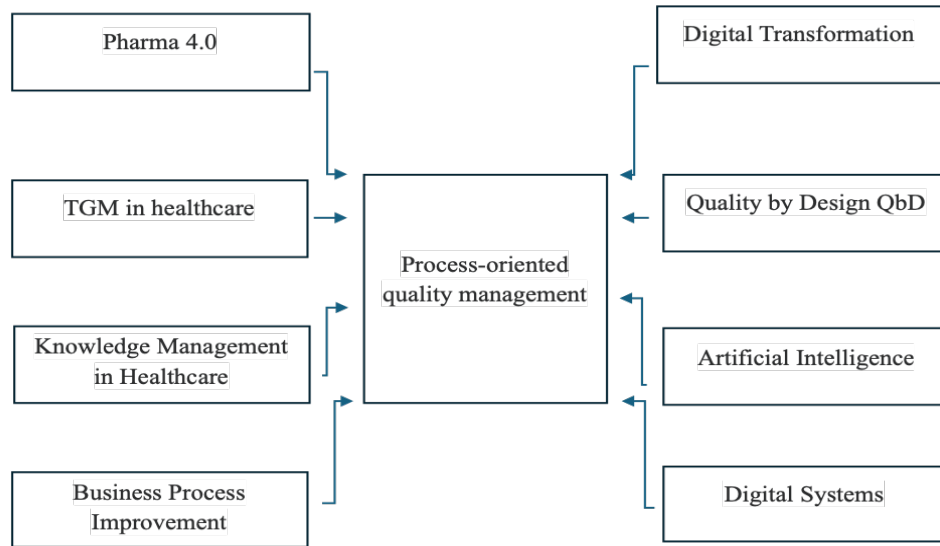 Pharma 4.0
Digital Transformation
TGM in healthcare
Quality by Design QbD
Process-oriented
quality management
Knowledge Management
in Healthcare
Artificial Intelligence
Business Process
Improvement
Digital Systems